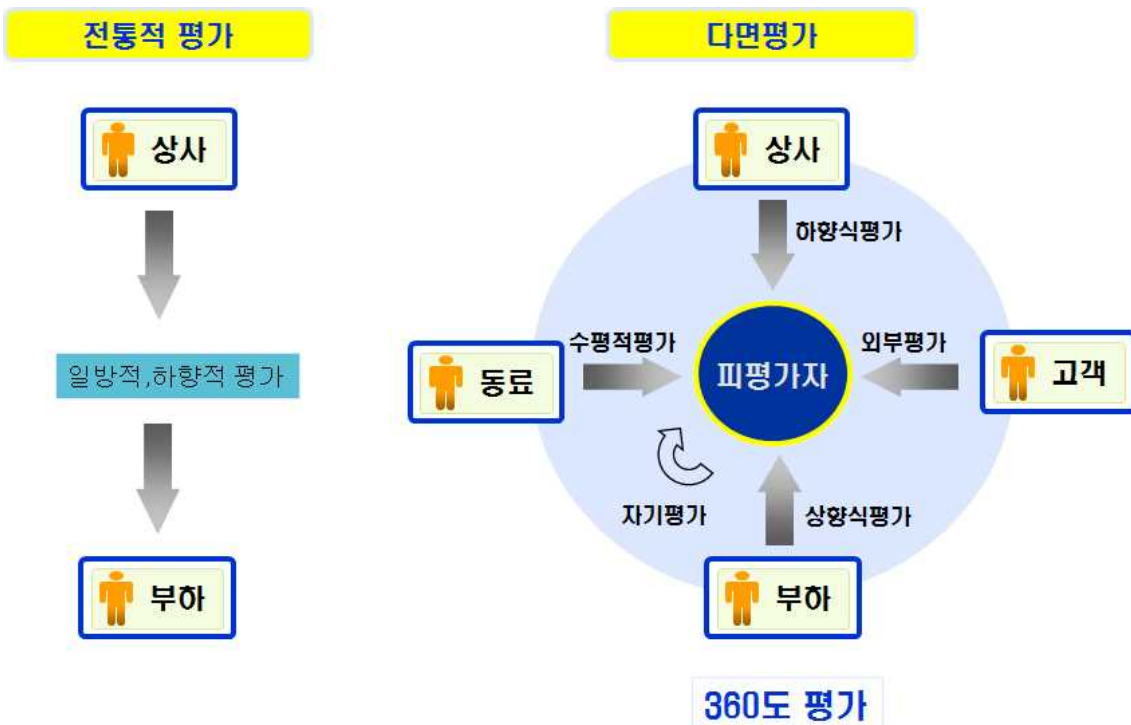 전통적 평가
상사
일방적,하향적 평가
부하
다면평가
상사
하향식평가
수평적평가
외부평가
동료
피평가자
고객
자기평가
상향식평가
부하
360도 평가